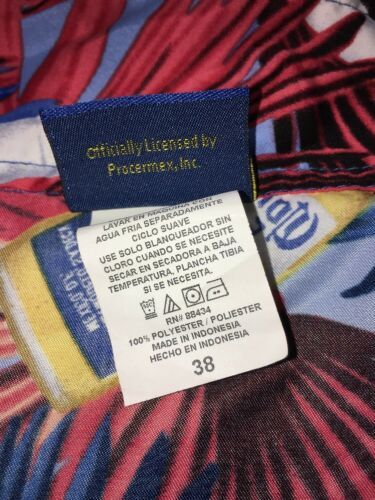 Officially Licensed by
Procermex, Inc.
LAVAR EN MAQUINA CON
AGUA FRIA SEPARADAMENTE
CICLO SUAVE
USE SOLO BLANQUEADOR SIN
CLORO CUANDO SE NECESITE
SECAR EN SECADORA A BAJA
TEMPERATURA, PLANCHA TIBIA
SI SE NECESITA.
RN# 88434
100% POLYESTER / POLIESTER
MADE IN INDONESIA
HECHO EN INDONESIA
38